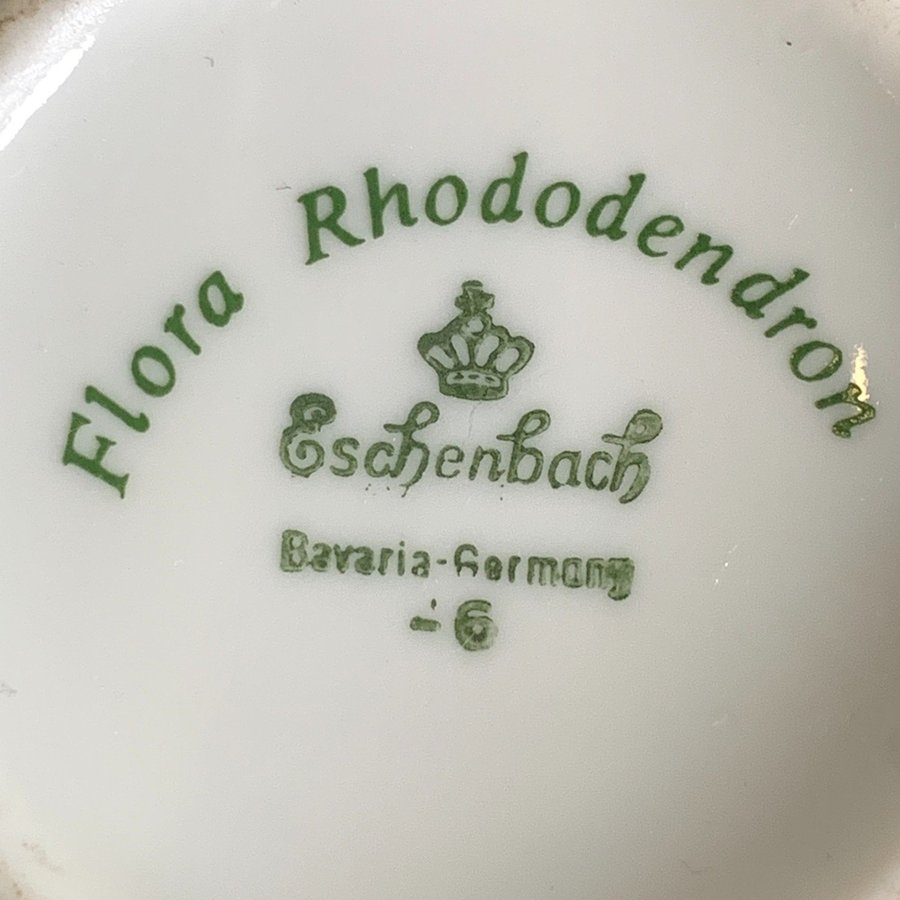 Flora Rhododendron
Eschenbach
Bavaria-Germany
- 6